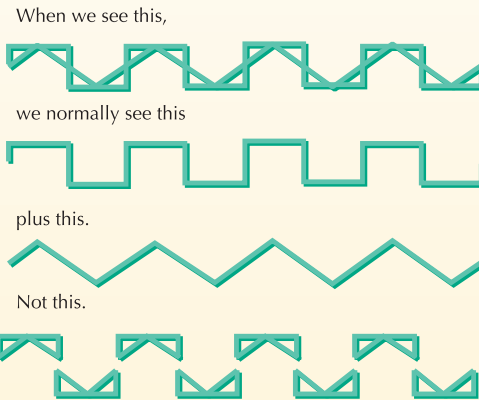 When we see this,
we normally see this
plus this.
Not this.